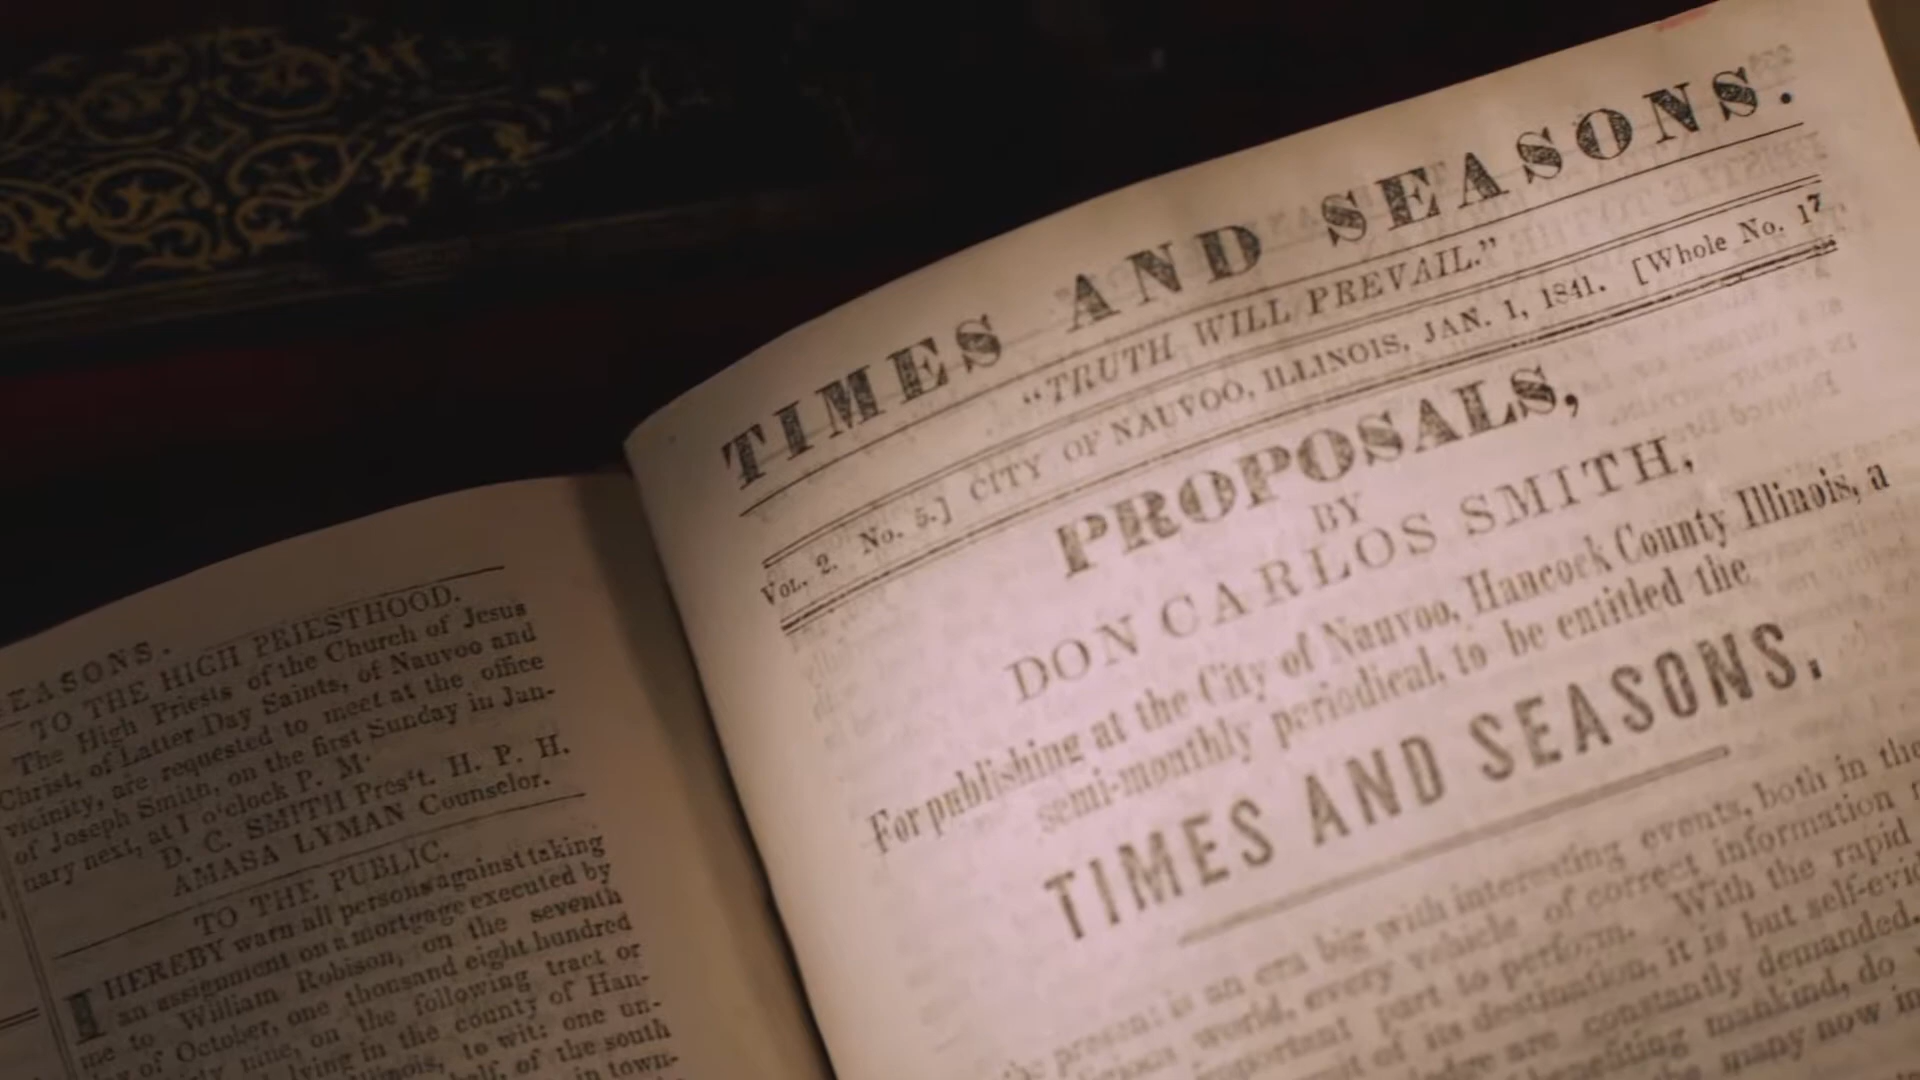 EASONS.
TO THE HIGH PRIESTHOOD.
The High Priests of the Church of Jesus
Christ, of Latter Day Saints, of Nauvoo and
vicinity, are requested to meet at the office
of Joseph Smith, on the first Sunday in Jan-
uary next, at 1 o'clock P. M.
D. C. SMITH Pres't. H. P. H.
AMASA LYMAN Counselor.
TO THE PUBLIC.
I HEREBY warn all persons against taking
an assignment on a mortgage executed by
me to William Robison, on the seventh
of October, one thousand eight hundred
nine, on the following tract or
lying in the county of Han-
to wit: one un-
half, of the south
in town-
TIMES AND SEASONS.
"TRUTH WILL PREVAIL."
VOL. 2. No. 5.] CITY OF NAUVOO, ILLINOIS, JAN. 1, 1841. [Whole No. 17
PROPOSALS,
BY
DON CARLOS SMITH,
For publishing at the City of Nauvoo, Hancock County Illinois, a
semi-monthly periodical, to be entitled the
TIMES AND SEASONS,
present is an era big with interesting events, both in the
world, every vehicle of correct information
important part to perform. With the rapid
of its destination, it is but self-evid
are constantly demanded.
benefiting mankind, do
the many now in